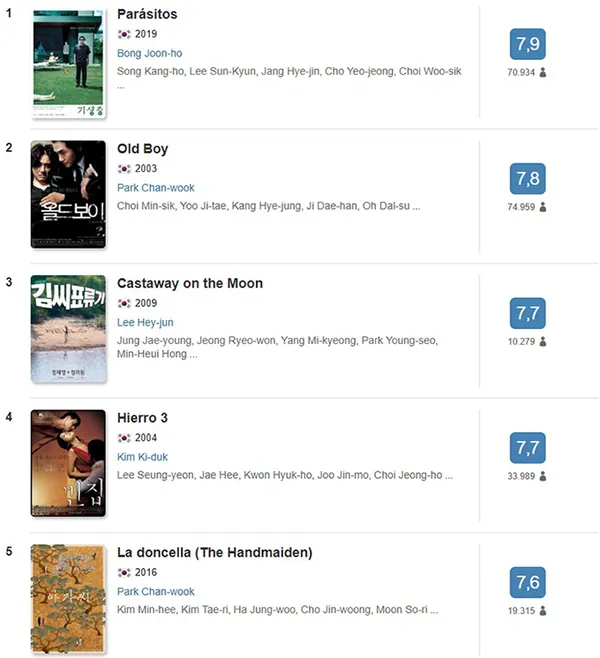 1
Parásitos
2019
Bong Joon-ho
Song Kang-ho, Lee Sun-Kyun, Jang Hye-jin, Cho Yeo-jeong, Choi Woo-sik
...
7,9
70.934
기생충
2
Old Boy
2003
Park Chan-wook
Choi Min-sik, Yoo Ji-tae, Kang Hye-jung, Ji Dae-han, Oh Dal-su ...
7,8
74.959
올드보이
3
Castaway on the Moon
2009
Lee Hey-jun
Jung Jae-young, Jeong Ryeo-won, Yang Mi-kyeong, Park Young-seo,
Min-Heui Hong ...
7,7
10.279
김씨표류기
HELLO
정재영 + 정려원
4
Hierro 3
2004
Kim Ki-duk
Lee Seung-yeon, Jae Hee, Kwon Hyuk-ho, Joo Jin-mo, Choi Jeong-ho ...
7,7
33.989
빈집
5
La doncella (The Handmaiden)
2016
Park Chan-wook
Kim Min-hee, Kim Tae-ri, Ha Jung-woo, Cho Jin-woong, Moon So-ri ...
7,6
19.315
아가씨